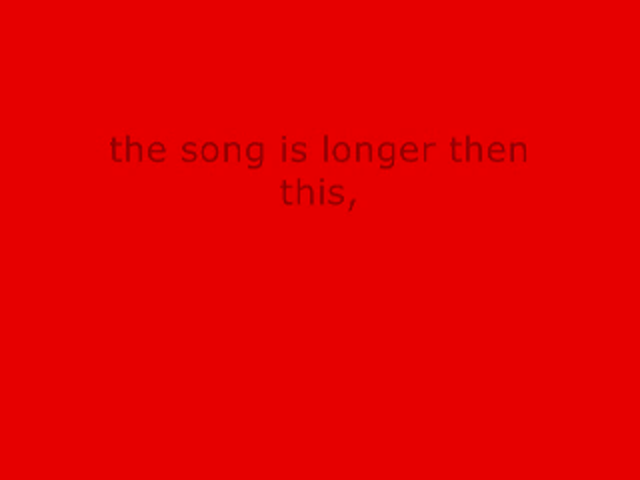 the song is longer then
this,